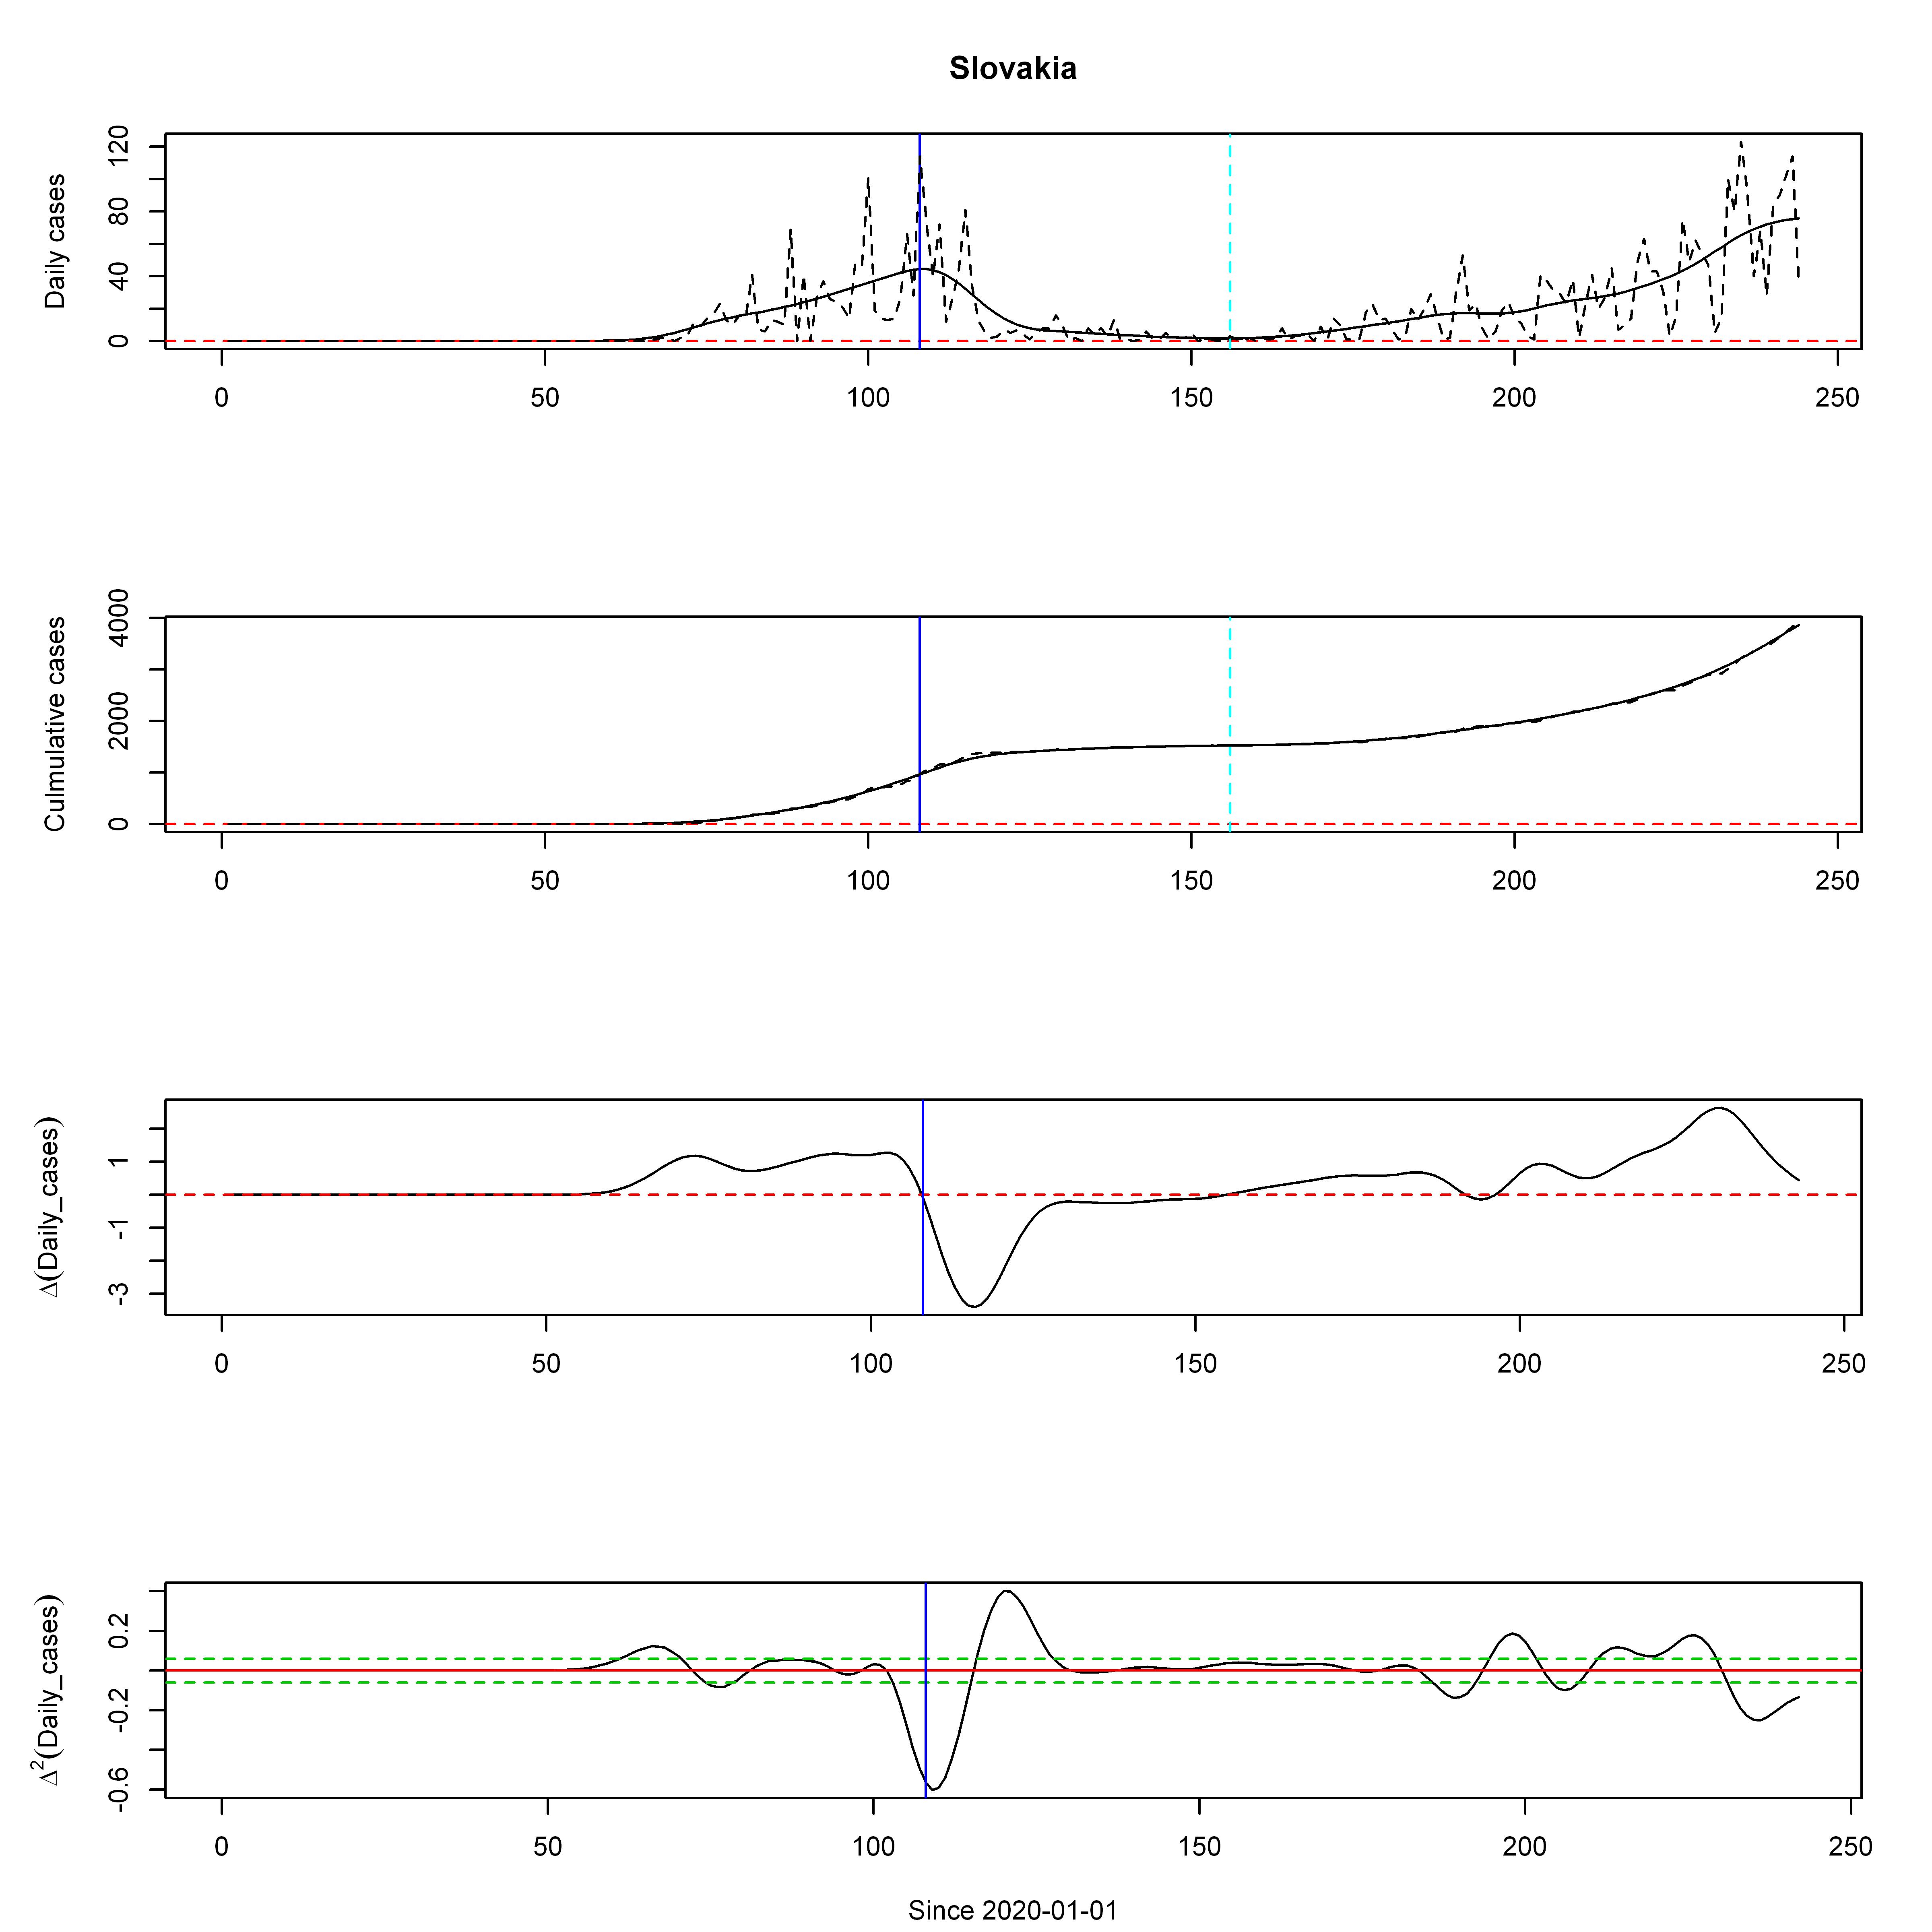 Slovakia
Daily cases
0 40 80 120
0 50 100 150 200 250
Culmulative cases
0 2000 4000
0 50 100 150 200 250
Δ(Daily_cases)
-3 -1 1
0 50 100 150 200 250
Δ²(Daily_cases)
-0.6 -0.2 0.2
0 50 100 150 200 250
Since 2020-01-01